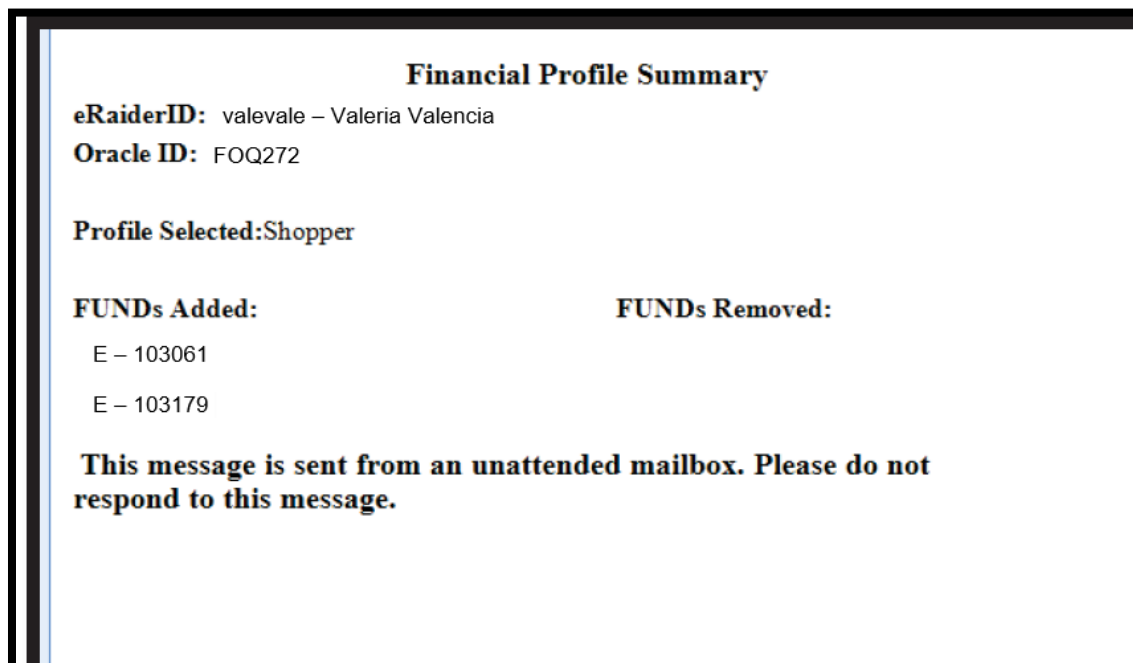 Financial Profile Summary
eRaiderID: valevale – Valeria Valencia
Oracle ID: FOQ272
Profile Selected:Shopper
FUNDs Added: FUNDs Removed:
E – 103061
E – 103179
This message is sent from an unattended mailbox. Please do not
respond to this message.